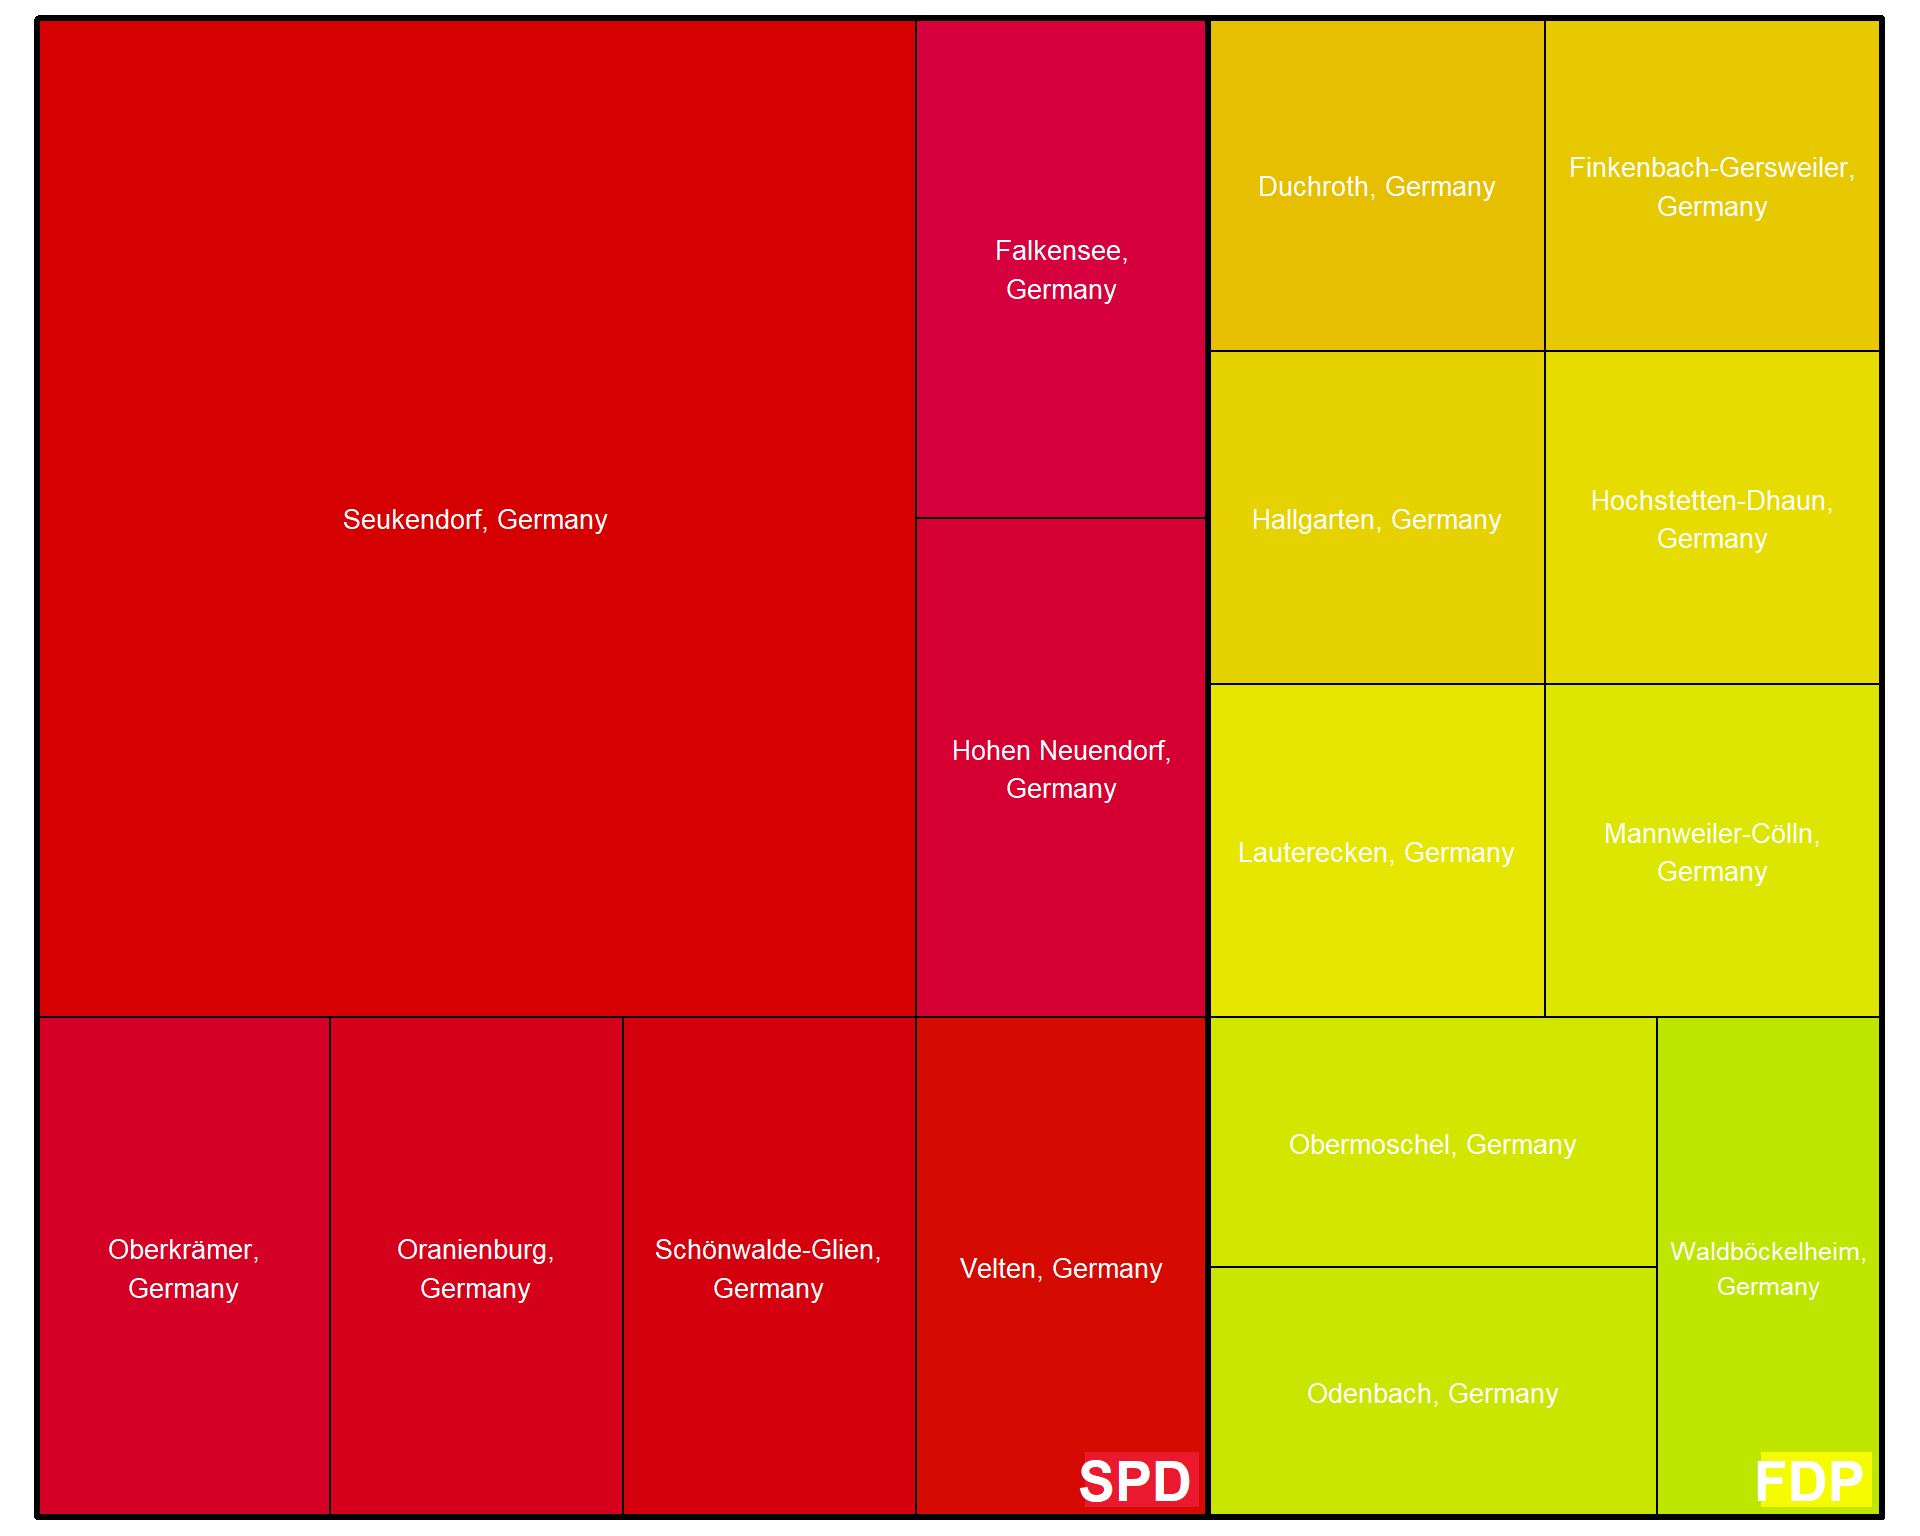 Seukendorf, Germany
Falkensee,
Germany
Hohen Neuendorf,
Germany
Oberkrämer,
Germany
Oranienburg,
Germany
Schönwalde-Glien,
Germany
Velten, Germany
SPD
Duchroth, Germany
Finkenbach-Gersweiler,
Germany
Hallgarten, Germany
Hochstetten-Dhaun,
Germany
Lauterecken, Germany
Mannweiler-Cölln,
Germany
Obermoschel, Germany
Odenbach, Germany
Waldböckelheim,
Germany
FDP